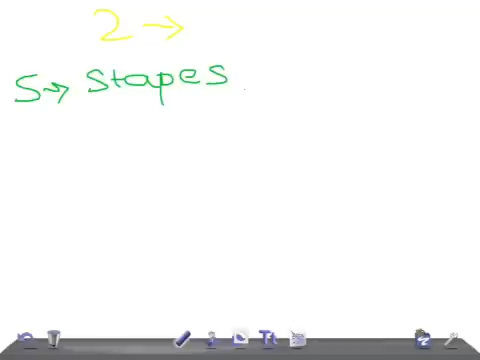 2 →
S → Stapes